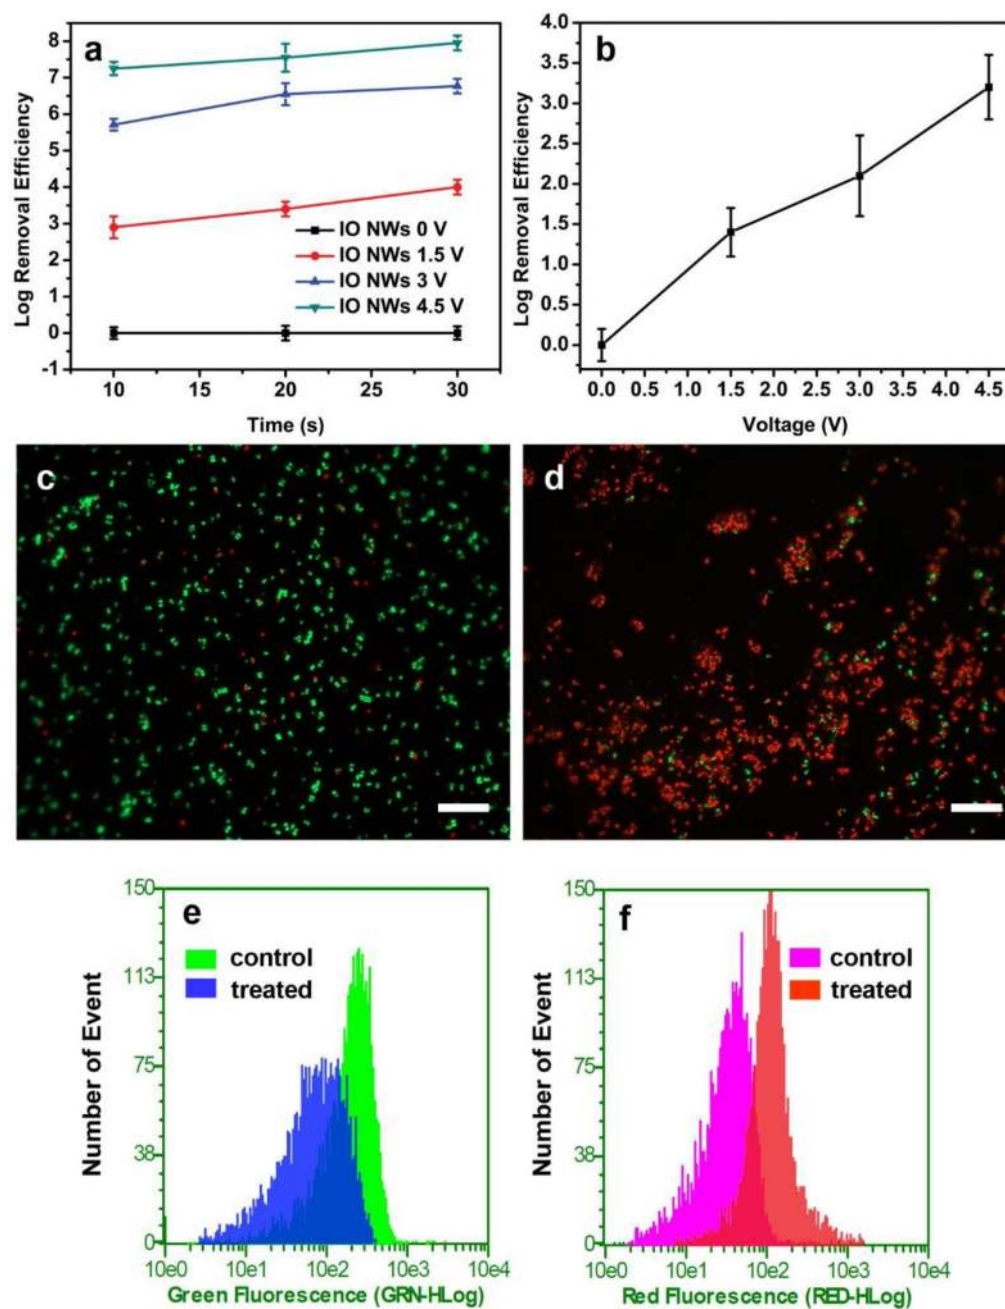 a
Log Removal Efficiency
8
7
6
5
4
3
2
1
0
-1
IO NWs 0 V
IO NWs 1.5 V
IO NWs 3 V
IO NWs 4.5 V
10 15 20 25 30
Time (s)
b
Log Removal Efficiency
4.0
3.5
3.0
2.5
2.0
1.5
1.0
0.5
0.0
0.0 0.5 1.0 1.5 2.0 2.5 3.0 3.5 4.0 4.5
Voltage (V)
c
d
e
Number of Event
150
113
75
38
0
control
treated
10e0 10e1 10e2 10e3 10e4
Green Fluorescence (GRN-HLog)
f
Number of Event
150
113
75
38
0
control
treated
10e0 10e1 10e2 10e3 10e4
Red Fluorescence (RED-HLog)